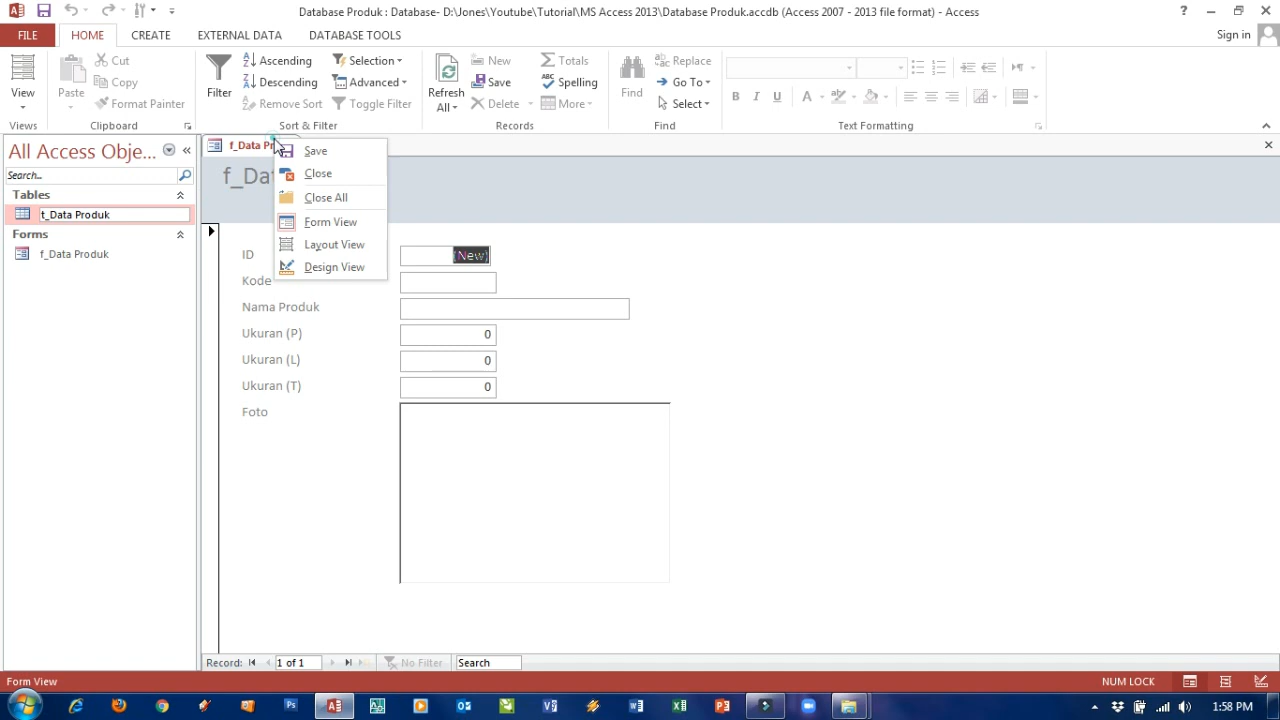 Database Produk : Database- D:\Jorsen\Youtube\Tutorial\MS Access 2013\Database Produk.accdb (Access 2007 - 2013 file format) - Access
FILE HOME CREATE EXTERNAL DATA DATABASE TOOLS Sign in
View
Views
Paste
Cut
Copy
Format Painter
Clipboard
Filter
Ascending
Descending
Remove Sort
Selection
Advanced
Toggle Filter
Sort & Filter
Refresh
All
New
Save
Delete
Totals
Spelling
More
Records
Find
Replace
Go To
Select
Find
B I U A
Text Formatting
All Access Obje...
Search...
Tables
t_Data Produk
Forms
f_Data Produk
f_Data Pr
f_Dat
Save
Close
Close All
Form View
Layout View
Design View
ID (New)
Kode
Nama Produk
Ukuran (P) 0
Ukuran (L) 0
Ukuran (T) 0
Foto
Record: 1 of 1 No Filter Search
Form View NUM LOCK
1:58 PM